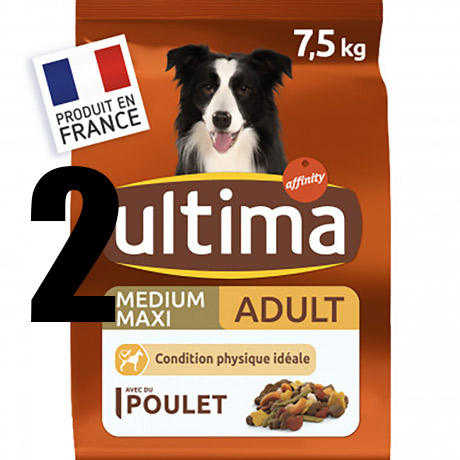 7,5 kg
PRODUIT EN
FRANCE
2
affinity
ultima
MEDIUM
MAXI
ADULT
Condition physique idéale
AVEC DU
POULET